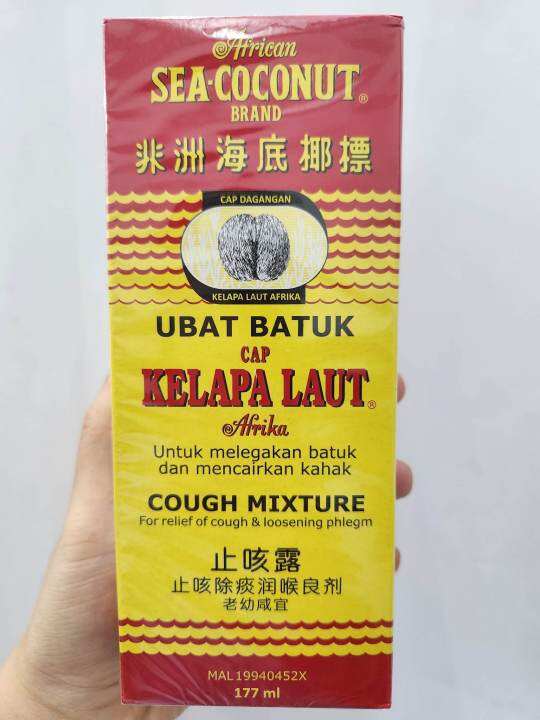 African
SEA-COCONUT®
BRAND
非洲海底椰摽
CAP DAGANGAN
KELAPA LAUT AFRIKA
UBAT BATUK
CAP
KELAPA LAUT®
Afrika
Untuk melegakan batuk
dan mencairkan kahak
COUGH MIXTURE
For relief of cough & loosening phlegm
止咳露
止咳除痰润喉良剂
老幼咸宜
MAL19940452X
177 ml